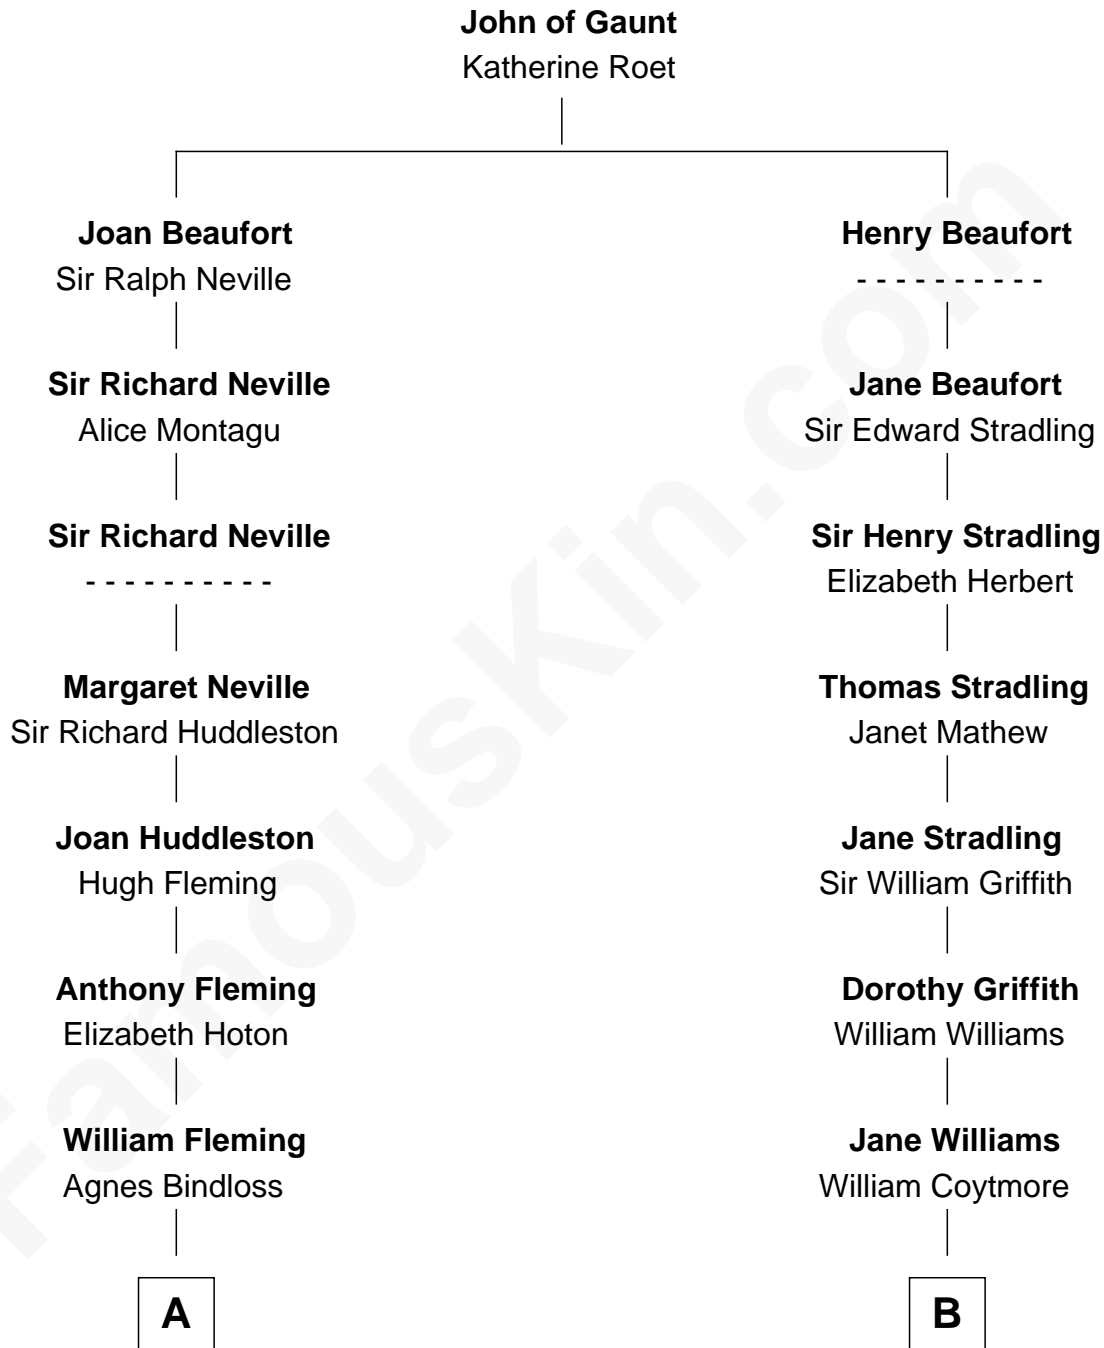 John of Gaunt
Katherine Roet
Joan Beaufort
Sir Ralph Neville
Henry Beaufort
- - - - - - - - - -
Sir Richard Neville
Alice Montagu
Jane Beaufort
Sir Edward Stradling
Sir Richard Neville
- - - - - - - - - -
Sir Henry Stradling
Elizabeth Herbert
Margaret Neville
Sir Richard Huddleston
Thomas Stradling
Janet Mathew
Joan Huddleston
Hugh Fleming
Jane Stradling
Sir William Griffith
Anthony Fleming
Elizabeth Hoton
Dorothy Griffith
William Williams
William Fleming
Agnes Bindloss
Jane Williams
William Coytmore
A
B
FamousKin.com